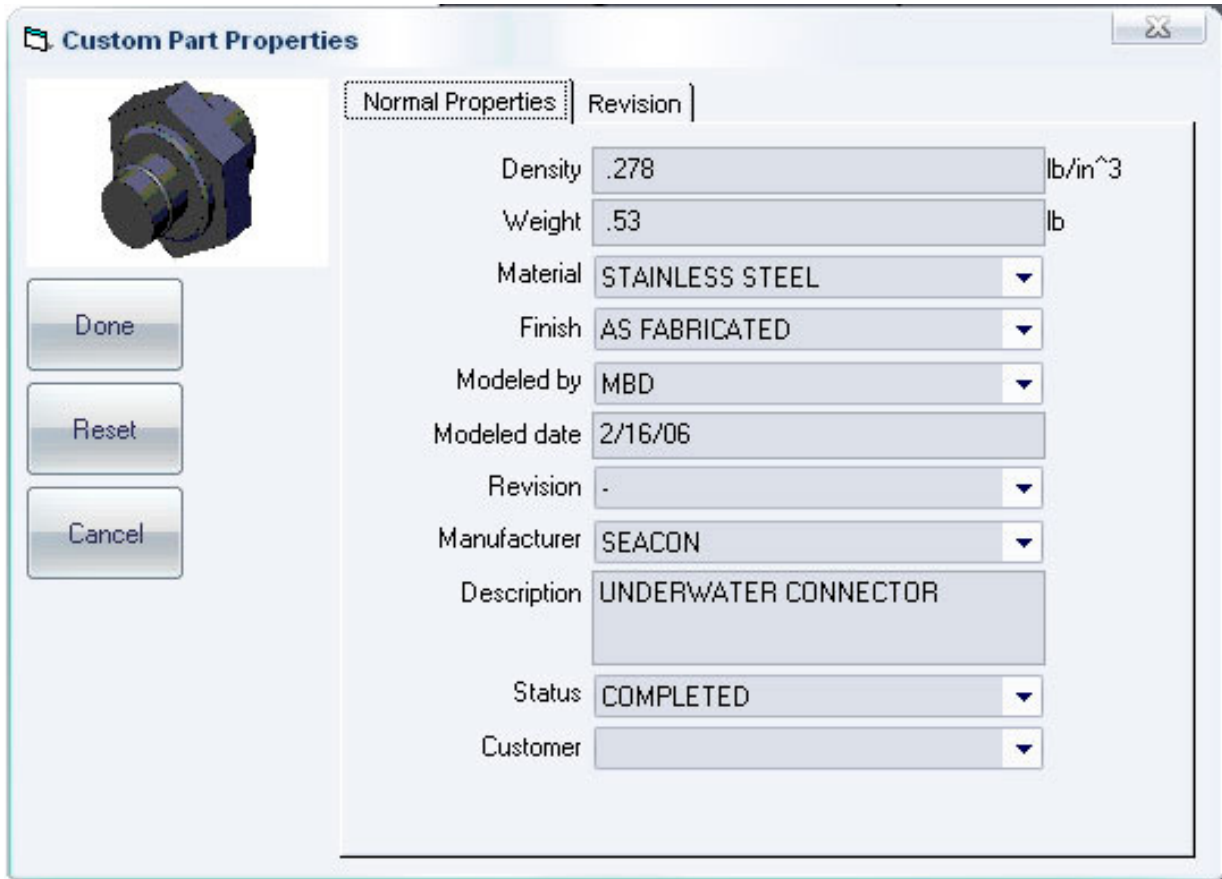 Custom Part Properties
Normal Properties Revision
Density .278 lb/in^3
Weight .53 lb
Material STAINLESS STEEL
Finish AS FABRICATED
Modeled by MBD
Modeled date 2/16/06
Revision -
Manufacturer SEACON
Description UNDERWATER CONNECTOR
Status COMPLETED
Customer
Done
Reset
Cancel